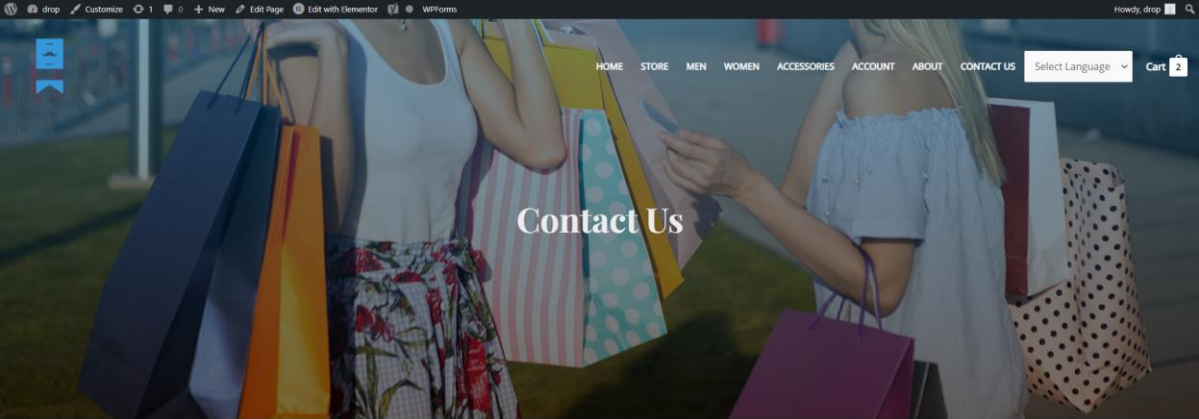 drop Customize 1 0 New Edit Page Edit with Elementor WPForms Howdy, drop
HOME STORE MEN WOMEN ACCESSORIES ACCOUNT ABOUT CONTACT US Select Language Cart 2
Contact Us